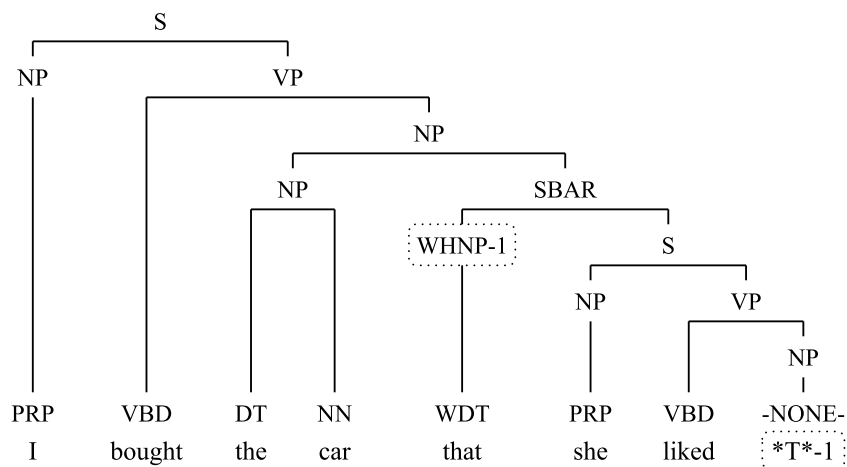 S
NP VP
NP
NP SBAR
WHNP-1 S
NP VP
NP
PRP VBD DT NN WDT PRP VBD -NONE-
I bought the car that she liked *T*-1